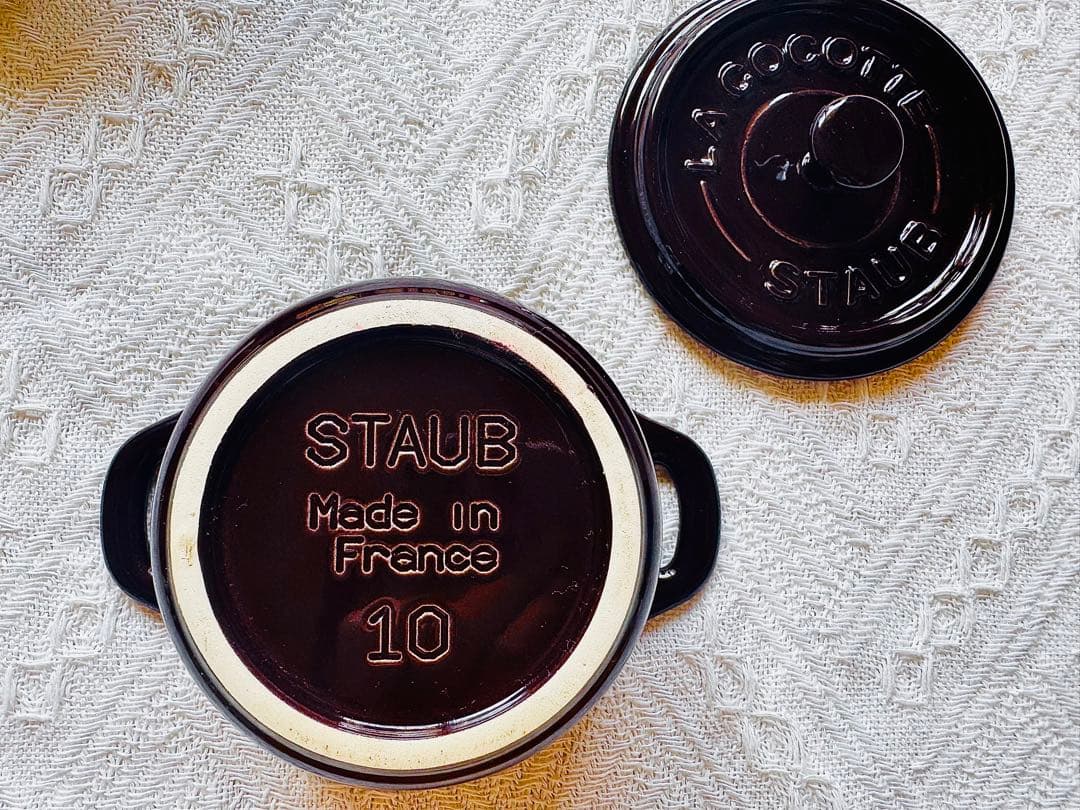 LA COCOTTE
STAUB
STAUB
Made in
France
10